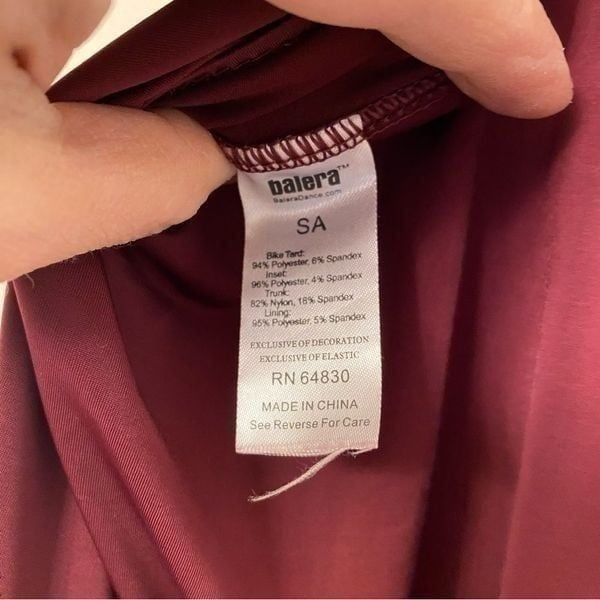 balera™
BaleraDance.com
SA
Bike Tard:
94% Polyester, 6% Spandex
Inset:
96% Polyester, 4% Spandex
Trunk:
82% Nylon, 18% Spandex
Lining:
95% Polyester, 5% Spandex
EXCLUSIVE OF DECORATION
EXCLUSIVE OF ELASTIC
RN 64830
MADE IN CHINA
See Reverse For Care